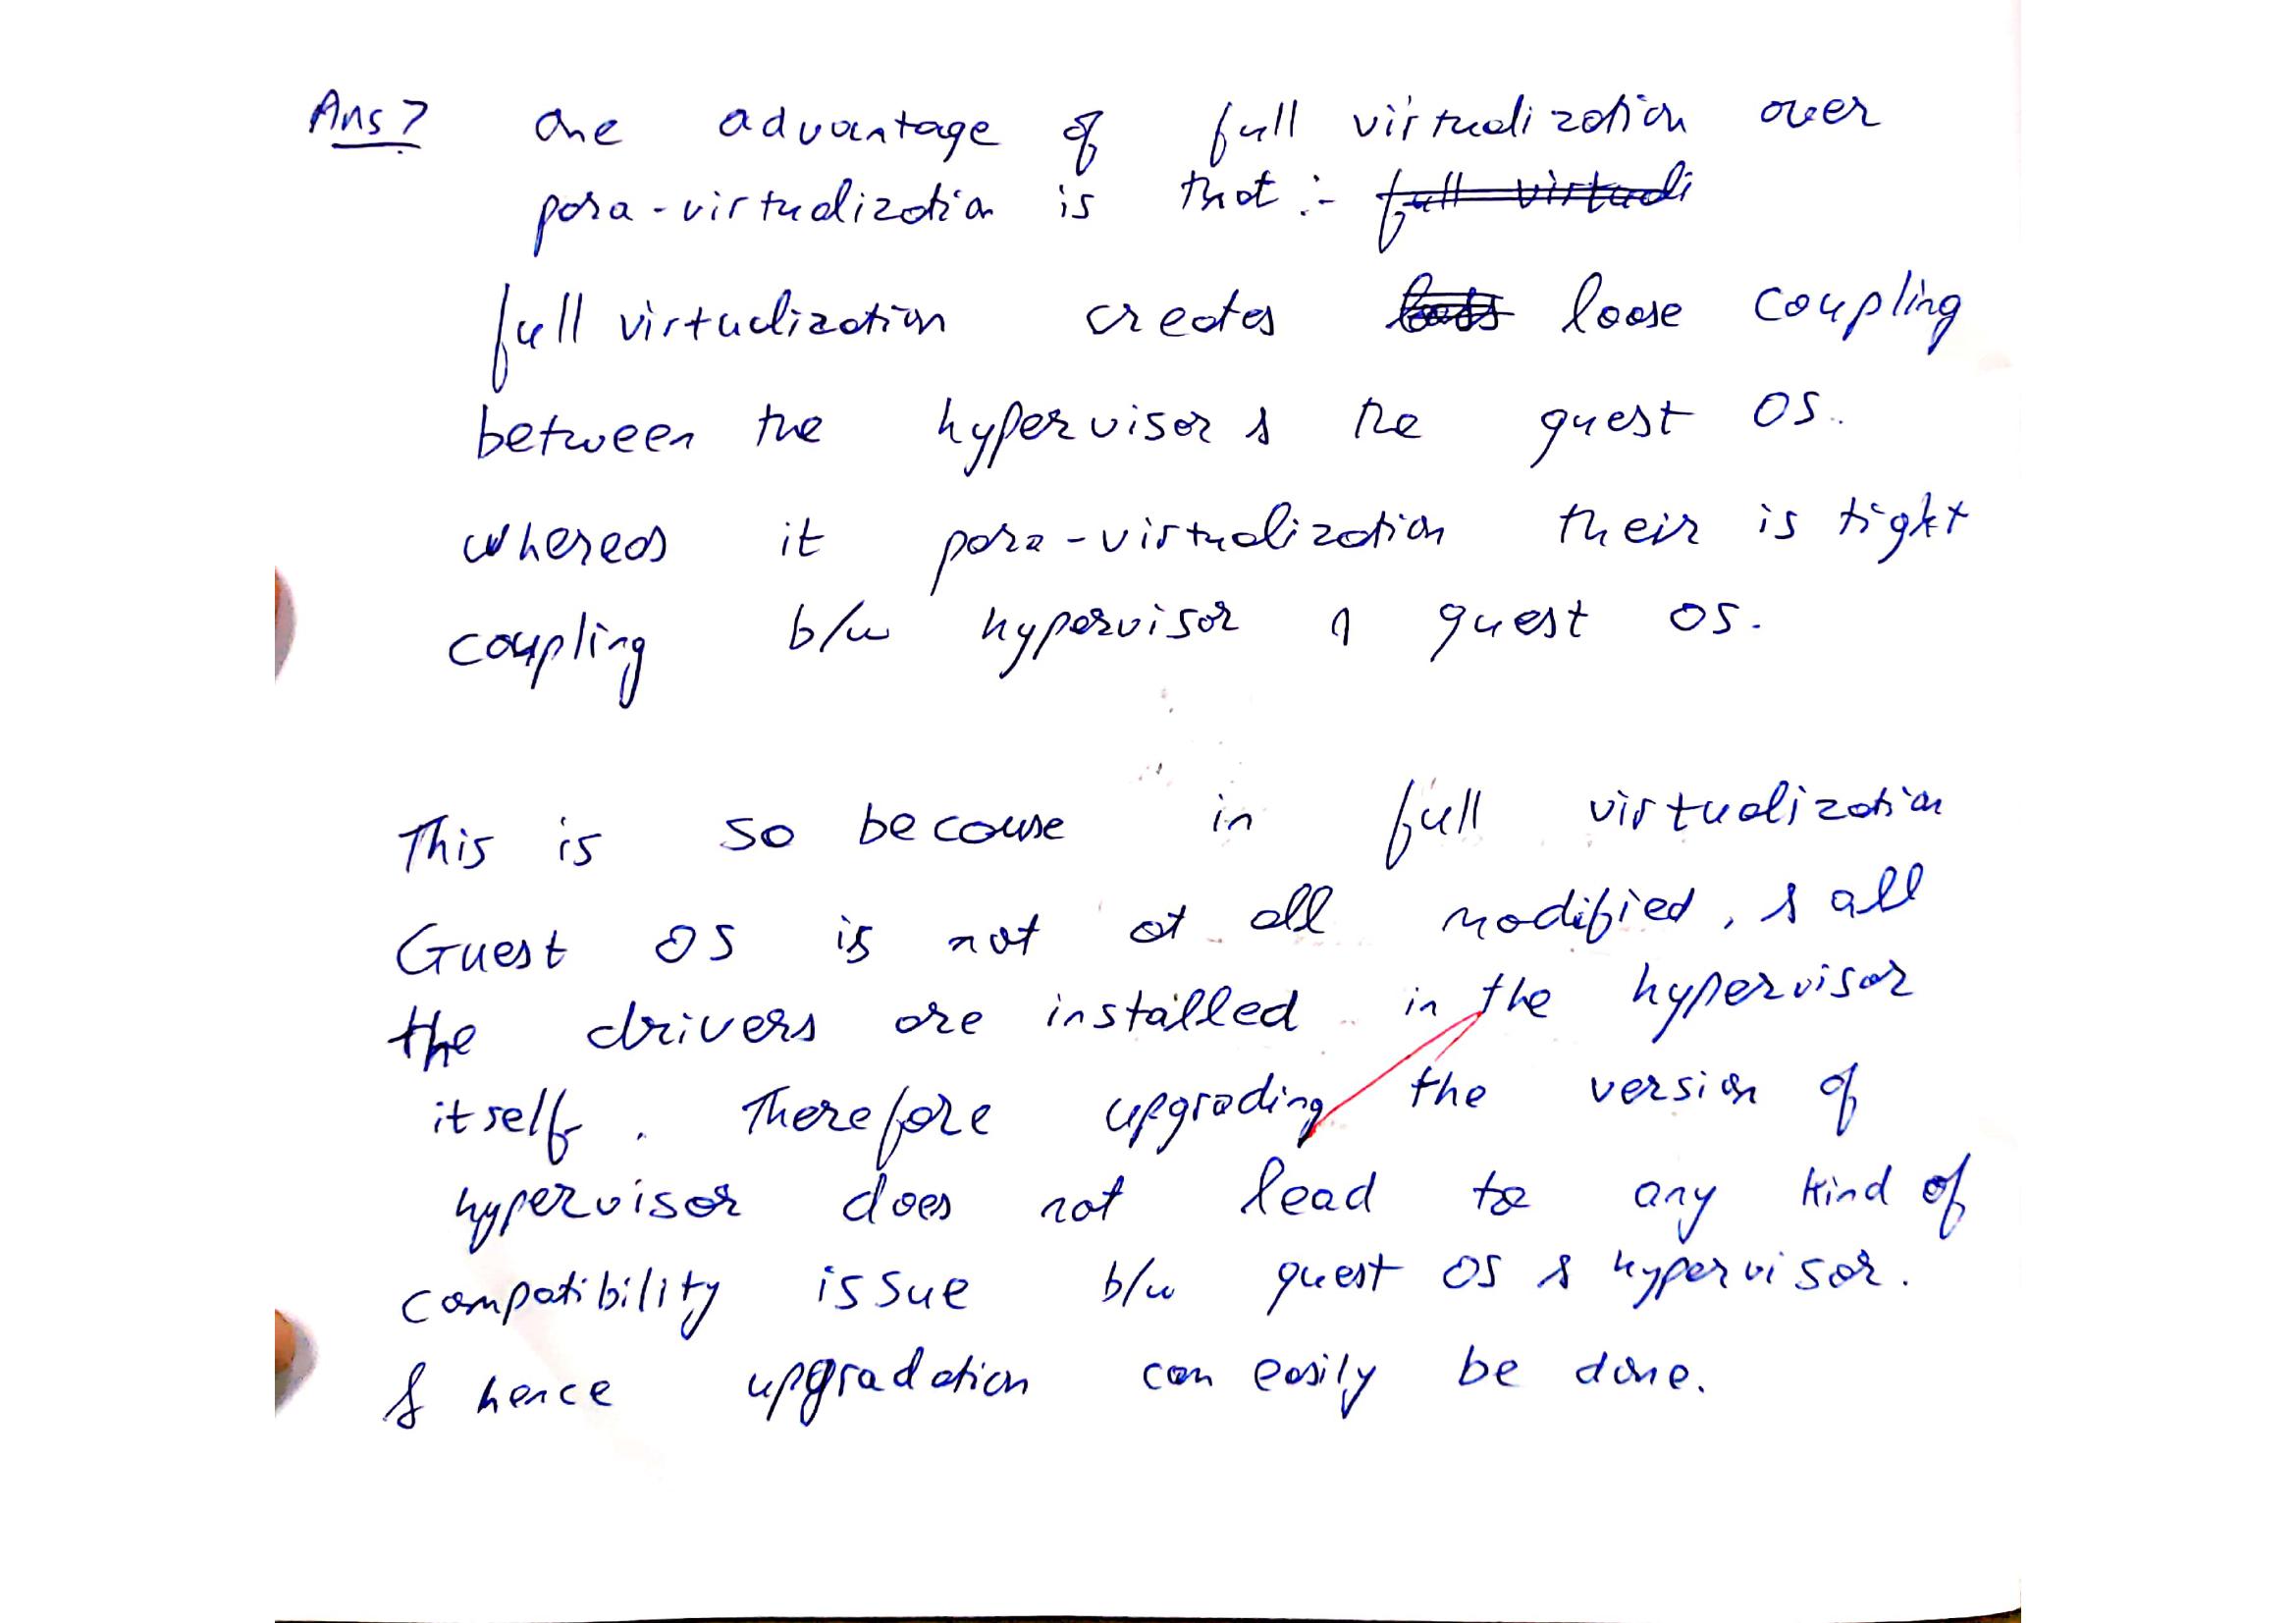 Ans 7 One advantage of full virtualization over
para-virtualization is that :- full virtuali
full virtualization creates loose coupling
between the hypervisor & the guest OS.
whereas it para-virtualization their is tight
coupling b/w hypervisor & guest OS.
This is so because in full virtualization
Guest OS is not at all modified, & all
the drivers are installed in the hypervisor
itself. Therefore upgrading the version of
hypervisor does not lead to any kind of
compatibility issue b/w guest OS & hypervisor.
& hence upgradation can easily be done.